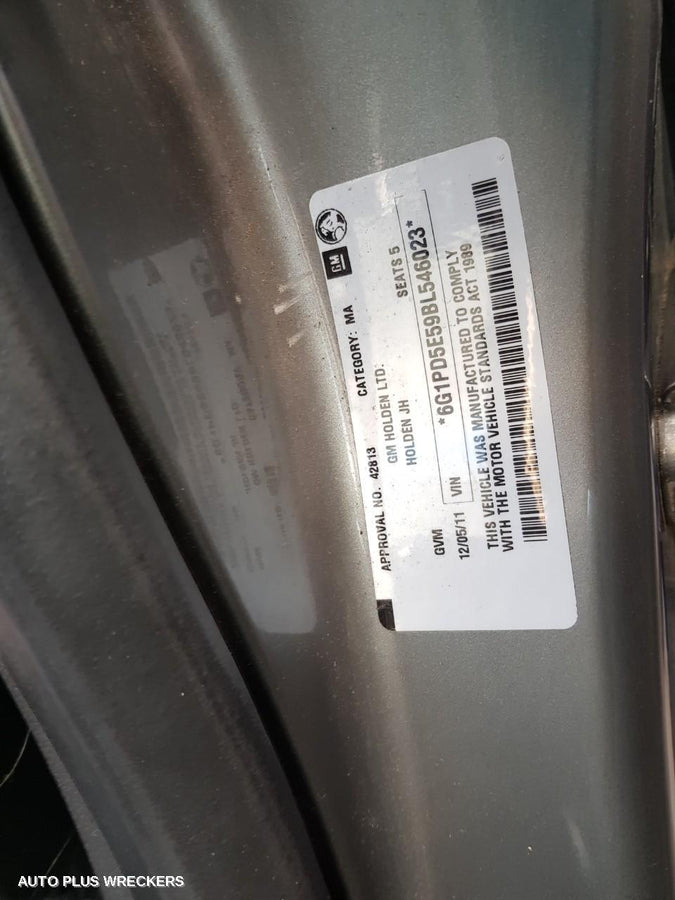 APPROVAL NO. 42813 CATEGORY: MA
GM
GM HOLDEN LTD.
HOLDEN JH SEATS 5
GVM
12/05/11 VIN *6G1PD5E59BL546023*
THIS VEHICLE WAS MANUFACTURED TO COMPLY
WITH THE MOTOR VEHICLE STANDARDS ACT 1989
AUTO PLUS WRECKERS